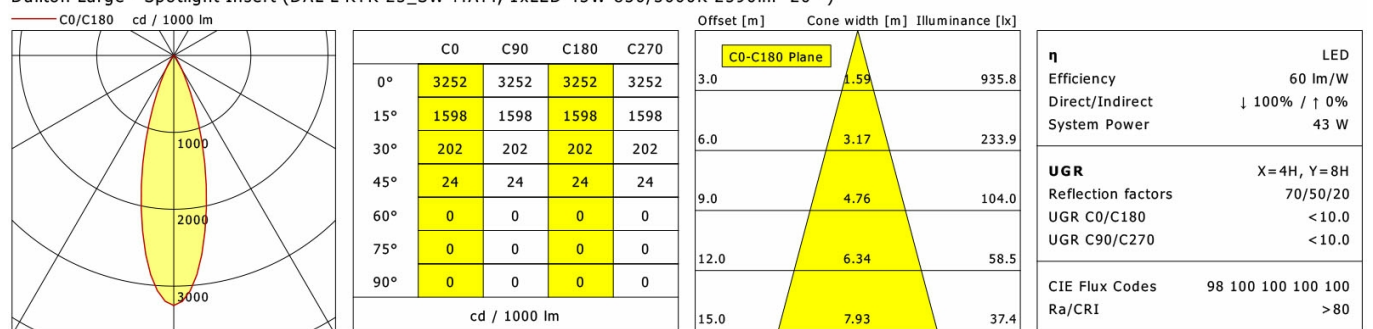 C0/C180 cd / 1000 lm
1000
2000
3000
C0 C90 C180 C270
0° 3252 3252 3252 3252
15° 1598 1598 1598 1598
30° 202 202 202 202
45° 24 24 24 24
60° 0 0 0 0
75° 0 0 0 0
90° 0 0 0 0
cd / 1000 lm
Offset [m] Cone width [m] Illuminance [lx]
C0-C180 Plane
3.0 1.59 935.8
6.0 3.17 233.9
9.0 4.76 104.0
12.0 6.34 58.5
15.0 7.93 37.4
η LED
Efficiency 60 lm/W
Direct/Indirect ↓ 100% / ↑ 0%
System Power 43 W
UGR X=4H, Y=8H
Reflection factors 70/50/20
UGR C0/C180 <10.0
UGR C90/C270 <10.0
CIE Flux Codes 98 100 100 100 100
Ra/CRI >80